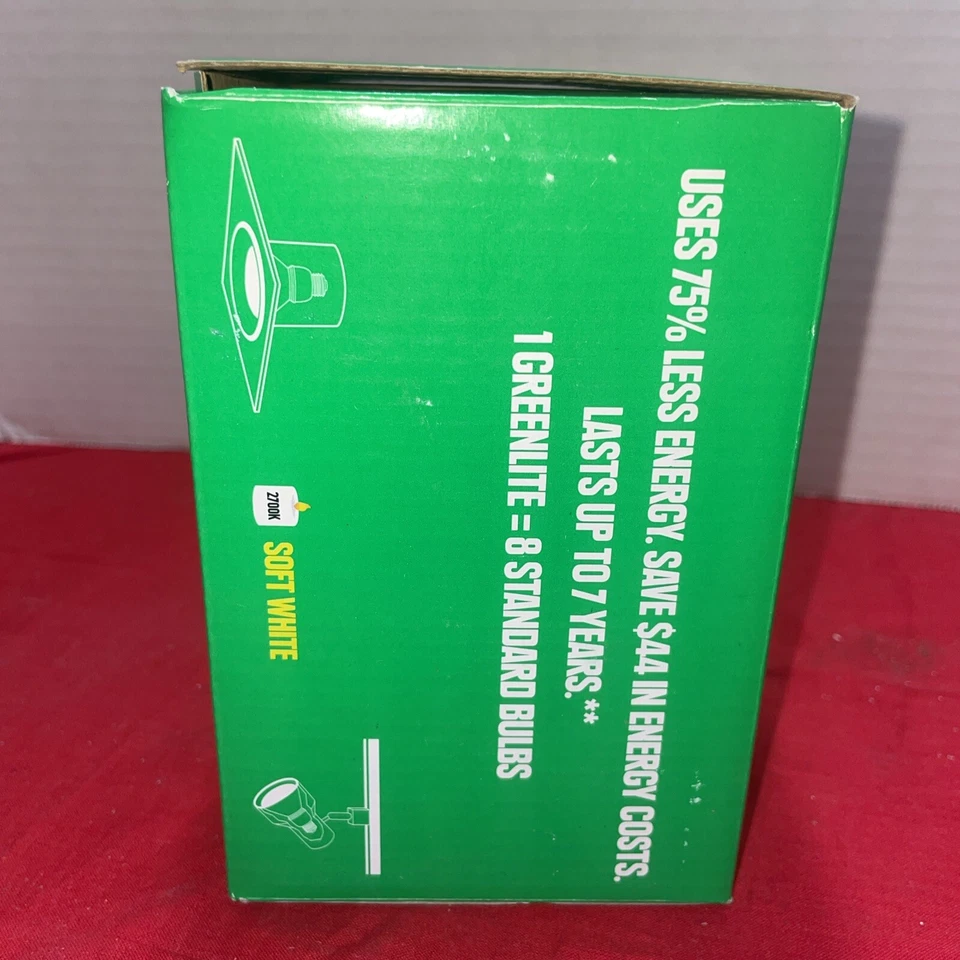 USES 75% LESS ENERGY. SAVE $44 IN ENERGY COSTS.
LASTS UP TO 7 YEARS.**
1 GREENLITE = 8 STANDARD BULBS
2700K
SOFT WHITE